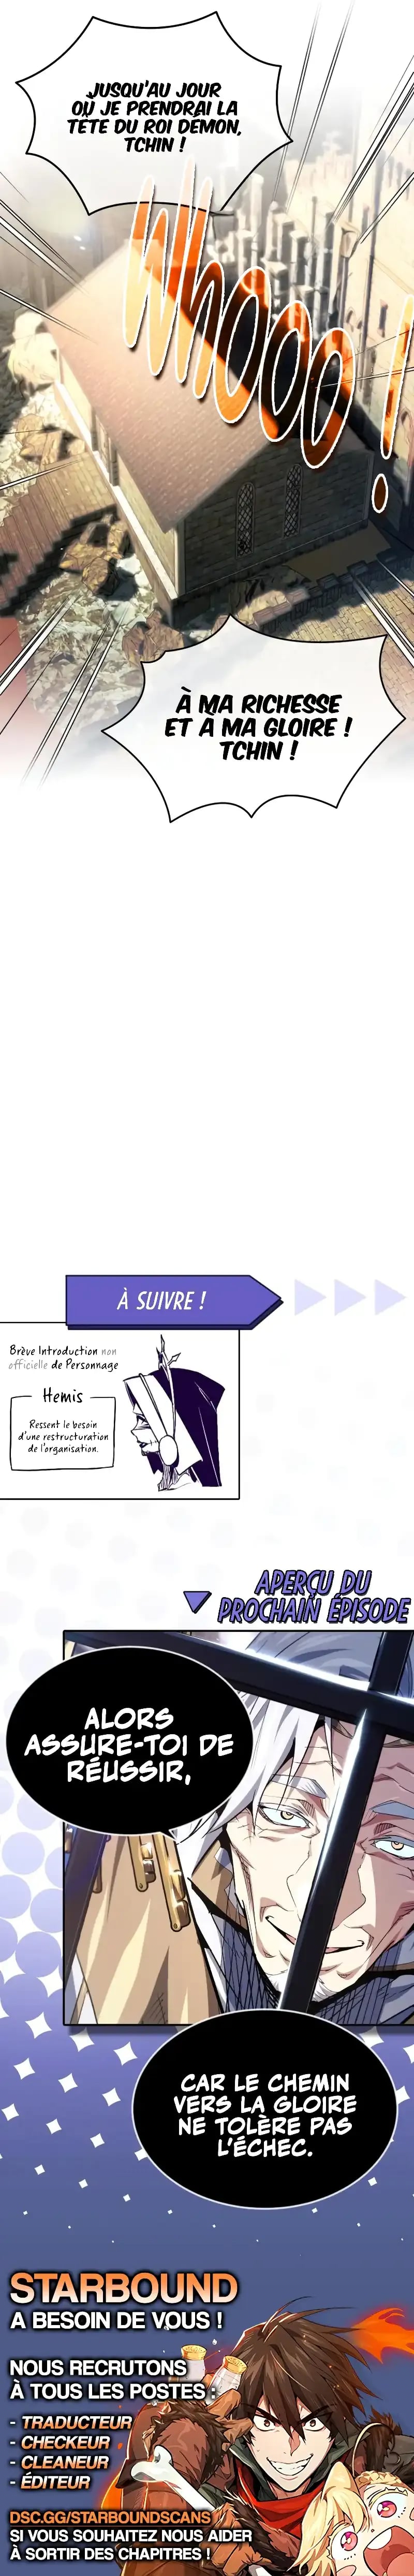 JUSQU'AU JOUR
OÙ JE PRENDRAI LA
TÊTE DU ROI DÉMON,
TCHIN !
Whooo !
À MA RICHESSE
ET À MA GLOIRE !
TCHIN !
À SUIVRE !
Brève Introduction non
officielle de Personnage
Hemis
Ressent le besoin
d'une restructuration
de l'organisation.
APERÇU DU
PROCHAIN ÉPISODE
ALORS
ASSURE-TOI DE
RÉUSSIR,
CAR LE CHEMIN
VERS LA GLOIRE
NE TOLÈRE PAS
L'ÉCHEC.
STARBOUND
A BESOIN DE VOUS !
NOUS RECRUTONS
À TOUS LES POSTES :
- TRADUCTEUR
- CHECKEUR
- CLEANEUR
- ÉDITEUR
DSC.GG/STARBOUNDSCANS
SI VOUS SOUHAITEZ NOUS AIDER
À SORTIR DES CHAPITRES !